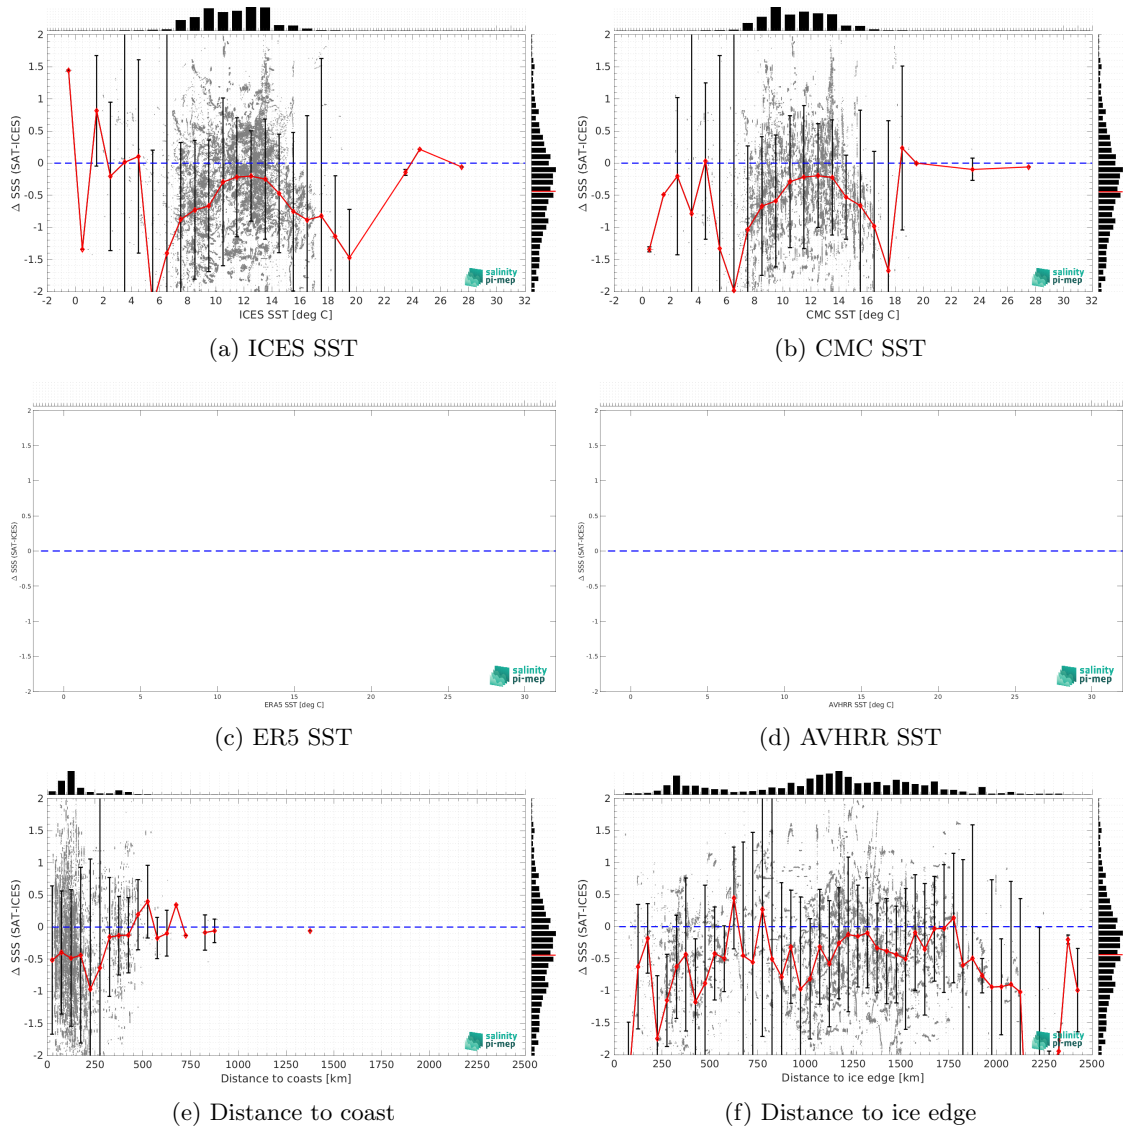 2
1.5
1
0.5
0
-0.5
-1
-1.5
-2
Δ SSS (SAT-ICES)
-2 0 2 4 6 8 10 12 14 16 18 20 22 24 26 28 30 32
ICES SST [deg C]
salinity
pi-mep
(a) ICES SST
2
1.5
1
0.5
0
-0.5
-1
-1.5
-2
Δ SSS (SAT-ICES)
-2 0 2 4 6 8 10 12 14 16 18 20 22 24 26 28 30 32
CMC SST [deg C]
salinity
pi-mep
(b) CMC SST
2
1.5
1
0.5
0
-0.5
-1
-1.5
-2
Δ SSS (SAT-ICES)
0 5 10 15 20 25 30
ERA5 SST [deg C]
salinity
pi-mep
(c) ER5 SST
2
1.5
1
0.5
0
-0.5
-1
-1.5
-2
Δ SSS (SAT-ICES)
0 5 10 15 20 25 30
AVHRR SST [deg C]
salinity
pi-mep
(d) AVHRR SST
2
1.5
1
0.5
0
-0.5
-1
-1.5
-2
Δ SSS (SAT-ICES)
0 250 500 750 1000 1250 1500 1750 2000 2250 2500
Distance to coasts [km]
salinity
pi-mep
(e) Distance to coast
2
1.5
1
0.5
0
-0.5
-1
-1.5
-2
Δ SSS (SAT-ICES)
0 250 500 750 1000 1250 1500 1750 2000 2250 2500
Distance to ice edge [km]
salinity
pi-mep
(f) Distance to ice edge